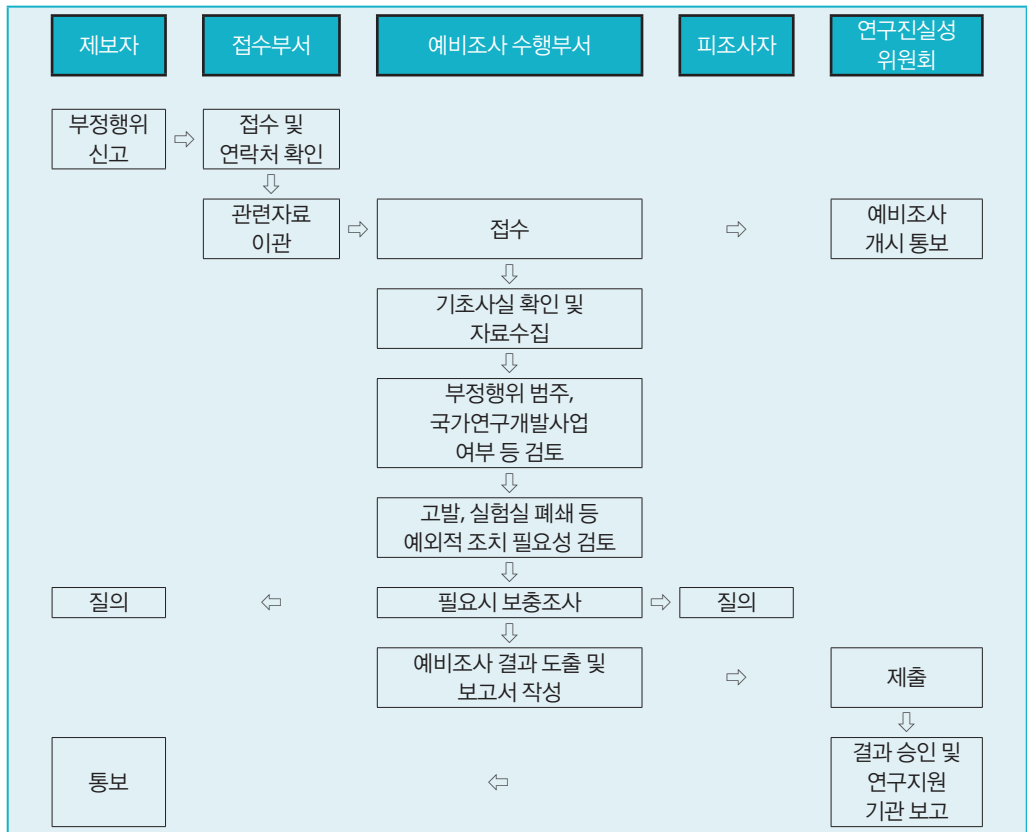 제보자
접수부서
예비조사 수행부서
피조사자
연구진실성
위원회
부정행위
신고
접수 및
연락처 확인
관련자료
이관
접수
예비조사
개시 통보
기초사실 확인 및
자료수집
부정행위 범주,
국가연구개발사업
여부 등 검토
고발, 실험실 폐쇄 등
예외적 조치 필요성 검토
질의
필요시 보충조사
질의
예비조사 결과 도출 및
보고서 작성
제출
통보
결과 승인 및
연구지원
기관 보고